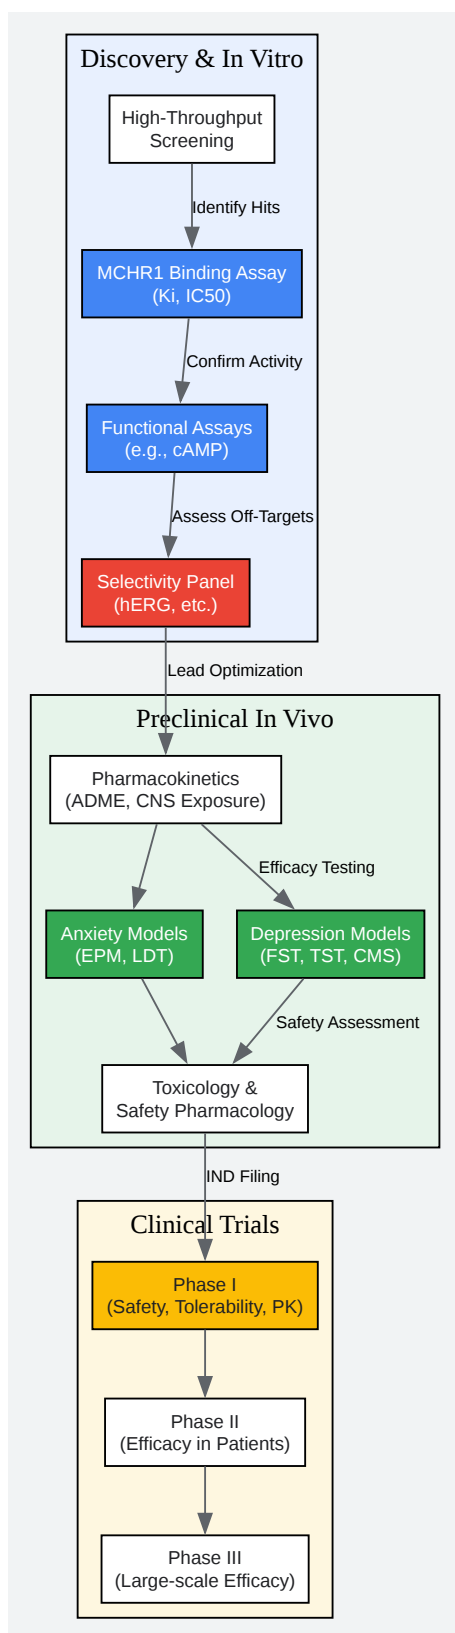 Discovery & In Vitro
High-Throughput
Screening
Identify Hits
MCHR1 Binding Assay
(Ki, IC50)
Confirm Activity
Functional Assays
(e.g., cAMP)
Assess Off-Targets
Selectivity Panel
(hERG, etc.)
Lead Optimization
Preclinical In Vivo
Pharmacokinetics
(ADME, CNS Exposure)
Efficacy Testing
Anxiety Models
(EPM, LDT)
Depression Models
(FST, TST, CMS)
Safety Assessment
Toxicology &
Safety Pharmacology
IND Filing
Clinical Trials
Phase I
(Safety, Tolerability, PK)
Phase II
(Efficacy in Patients)
Phase III
(Large-scale Efficacy)